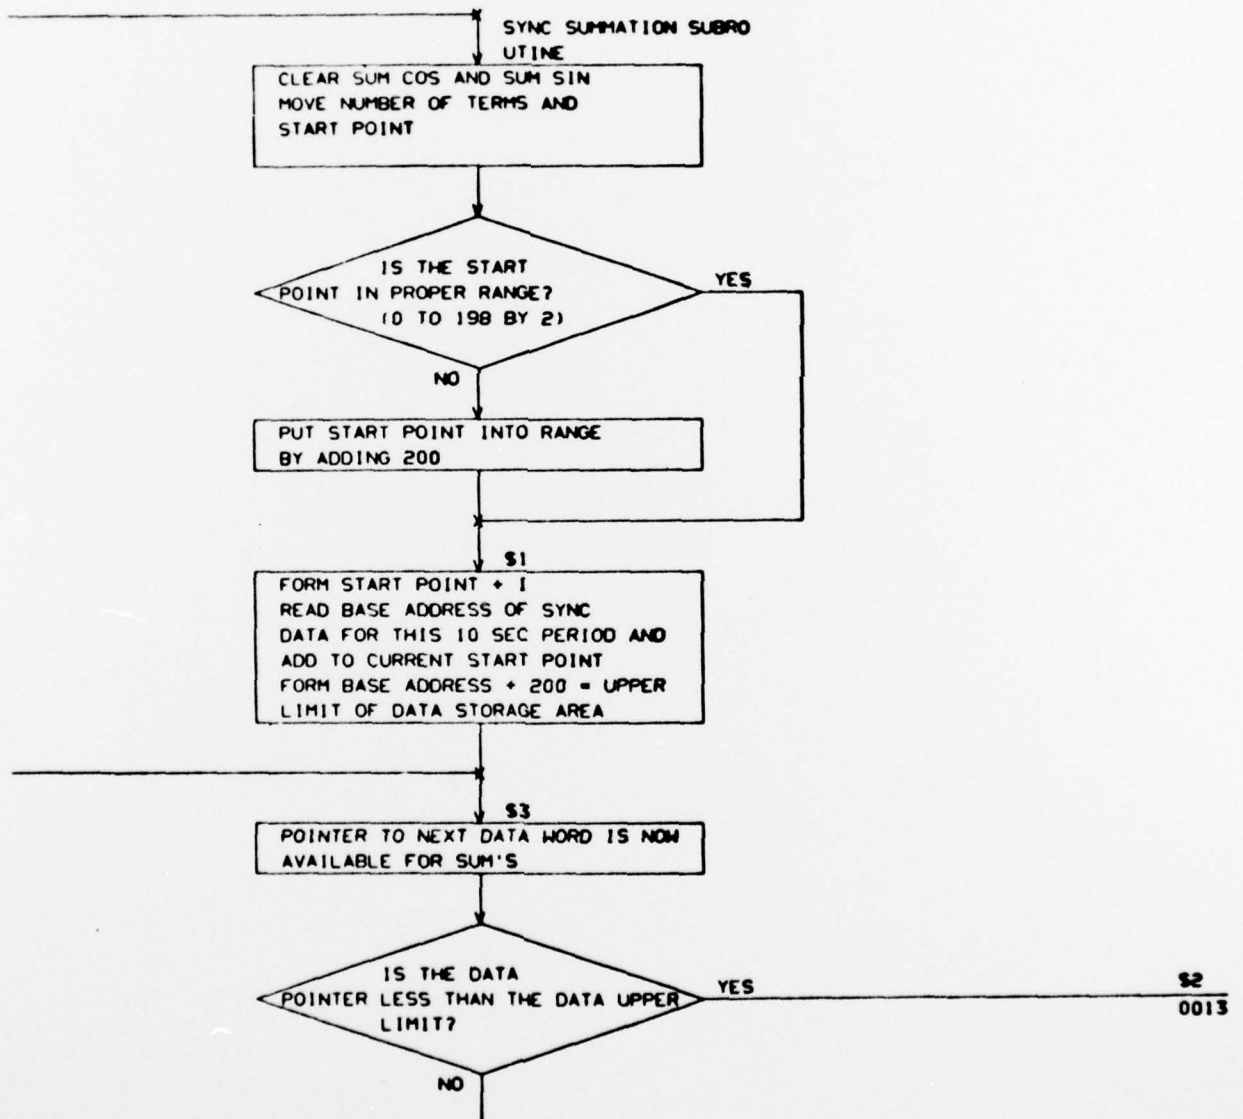 SYNC SUMMATION SUBRO
UTINE
CLEAR SUM COS AND SUM SIN
MOVE NUMBER OF TERMS AND
START POINT
IS THE START
POINT IN PROPER RANGE?
(0 TO 198 BY 2)
YES
NO
PUT START POINT INTO RANGE
BY ADDING 200
$1
FORM START POINT + I
READ BASE ADDRESS OF SYNC
DATA FOR THIS 10 SEC PERIOD AND
ADD TO CURRENT START POINT
FORM BASE ADDRESS + 200 = UPPER
LIMIT OF DATA STORAGE AREA
$3
POINTER TO NEXT DATA WORD IS NOW
AVAILABLE FOR SUM'S
IS THE DATA
POINTER LESS THAN THE DATA UPPER
LIMIT?
YES
$2
0013
NO